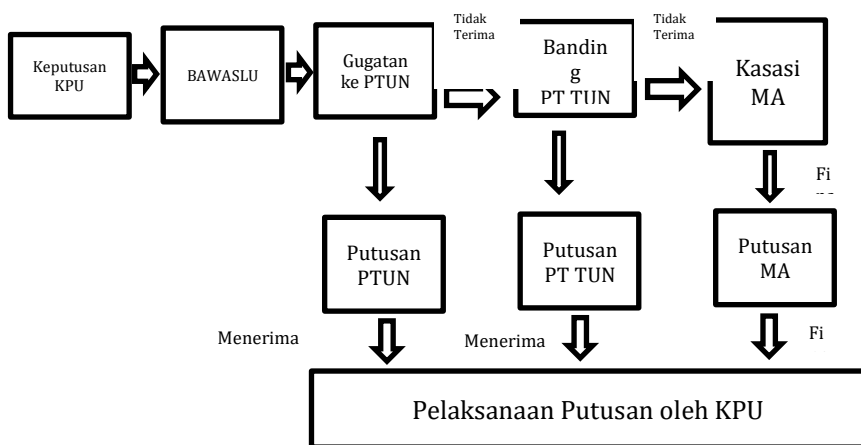 Tidak
Terima
Tidak
Terima
Keputusan
KPU
BAWASLU
Gugatan
ke PTUN
Bandin
g
PT TUN
Kasasi
MA
Fi
Putusan
PTUN
Putusan
PT TUN
Putusan
MA
Menerima
Menerima
Fi
Pelaksanaan Putusan oleh KPU